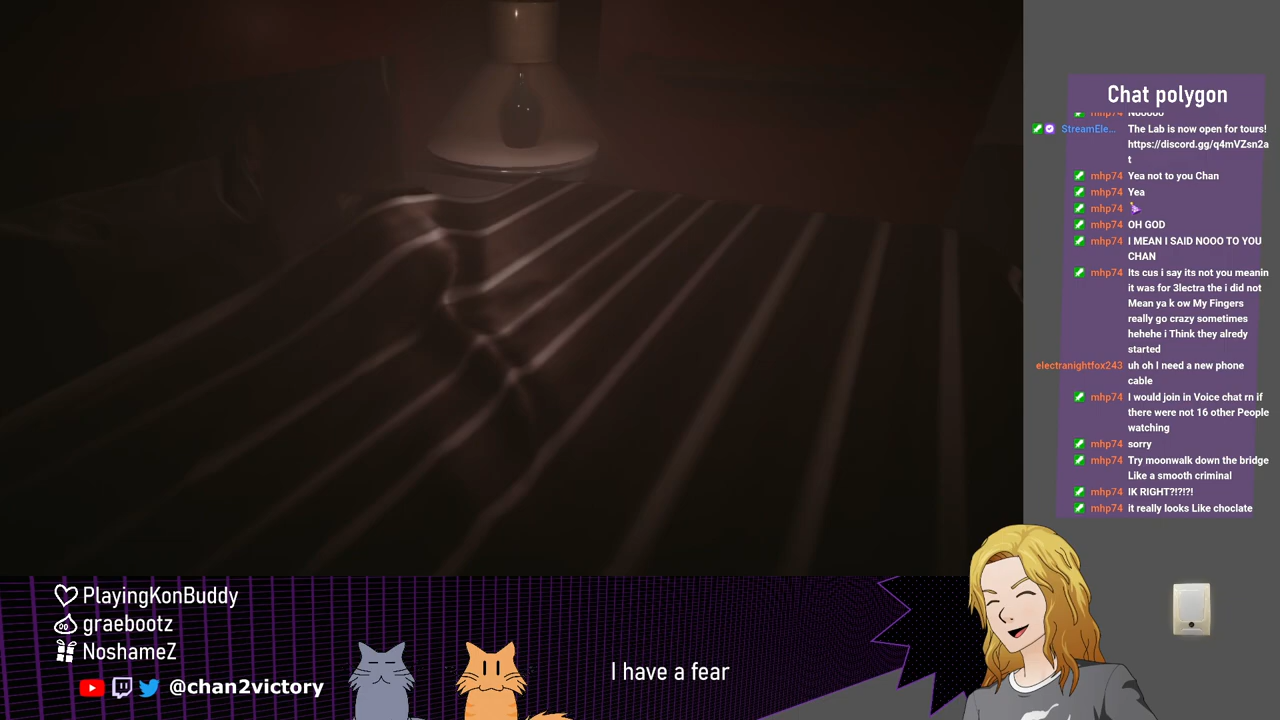 Chat polygon
mhp74 Nooooo
StreamEle... The Lab is now open for tours!
https://discord.gg/q4mVZsn2a
t
mhp74 Yea not to you Chan
mhp74 Yea
mhp74
mhp74 OH GOD
mhp74 I MEAN I SAID NOOO TO YOU
CHAN
mhp74 Its cus i say its not you meanin
it was for 3lectra the i did not
Mean ya k ow My Fingers
really go crazy sometimes
hehehe i Think they alredy
started
electranightfox243 uh oh I need a new phone
cable
mhp74 I would join in Voice chat rn if
there were not 16 other People
watching
mhp74 sorry
mhp74 Try moonwalk down the bridge
Like a smooth criminal
mhp74 IK RIGHT?!?!?!
mhp74 it really looks Like choclate
PlayingKonBuddy
graebootz
NoshameZ
@chan2victory
I have a fear